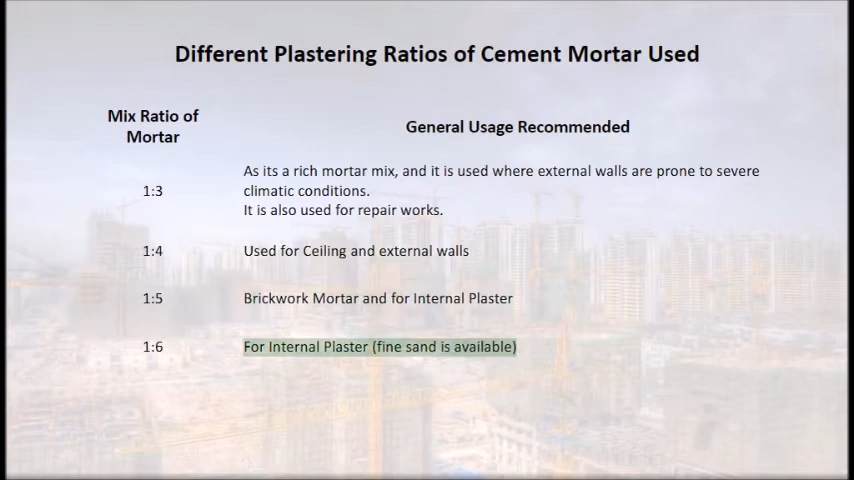 Different Plastering Ratios of Cement Mortar Used
Mix Ratio of
Mortar
General Usage Recommended
1:3
As its a rich mortar mix, and it is used where external walls are prone to severe
climatic conditions.
It is also used for repair works.
1:4
Used for Ceiling and external walls
1:5
Brickwork Mortar and for Internal Plaster
1:6
For Internal Plaster (fine sand is available)